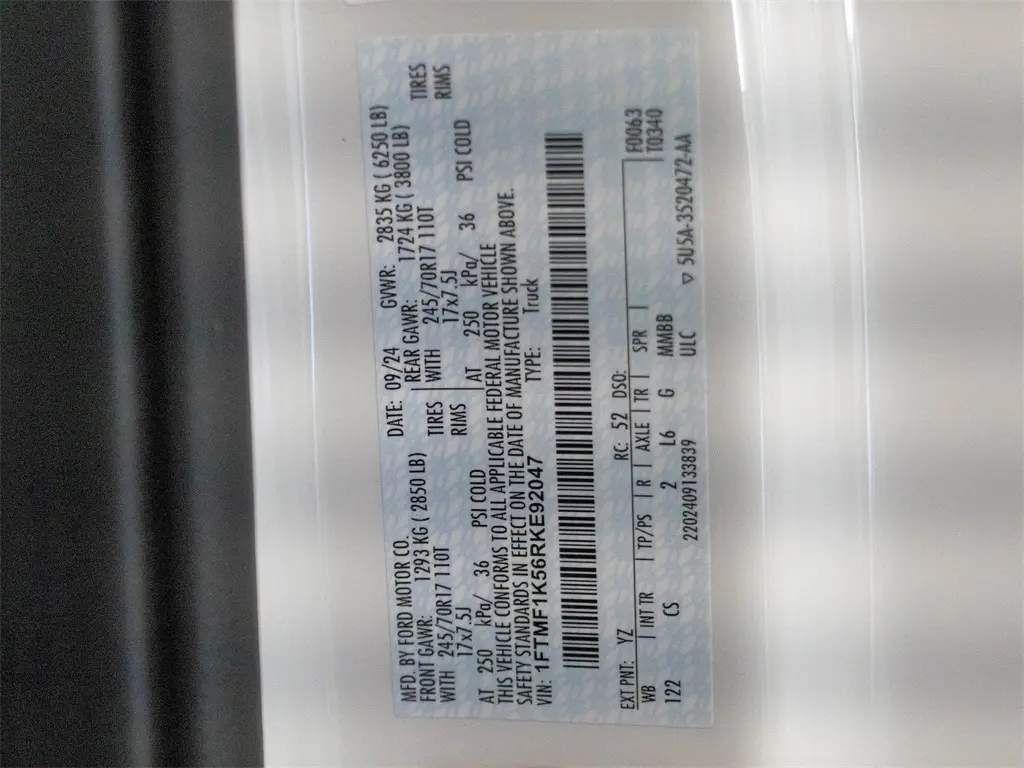 MFD. BY FORD MOTOR CO. DATE: 09/24 GVWR: 2835 KG ( 6250 LB)
FRONT GAWR: 1293 KG ( 2850 LB) REAR GAWR: 1724 KG ( 3800 LB)
WITH 245/70R17 110T TIRES WITH 245/70R17 110T TIRES
17x7.5J RIMS 17x7.5J RIMS
AT 250 kPa/ 36 PSI COLD AT 250 kPa/ 36 PSI COLD
THIS VEHICLE CONFORMS TO ALL APPLICABLE FEDERAL MOTOR VEHICLE
SAFETY STANDARDS IN EFFECT ON THE DATE OF MANUFACTURE SHOWN ABOVE.
VIN: 1FTMF1K56RKE92047 TYPE: Truck
EXT PNT: YZ RC: 52 DSO: F0063
WB | INT TR | TP/PS | R | AXLE | TR | SPR | T0340
122 CS 2 L6 G MMBB
2202409133839 ULC ▽ 5U5A-3520472-AA